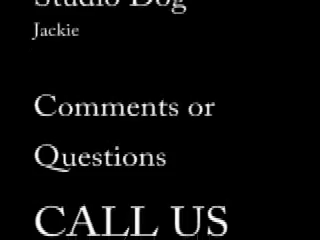 Studio Dog
Jackie
Comments or
Questions
CALL US